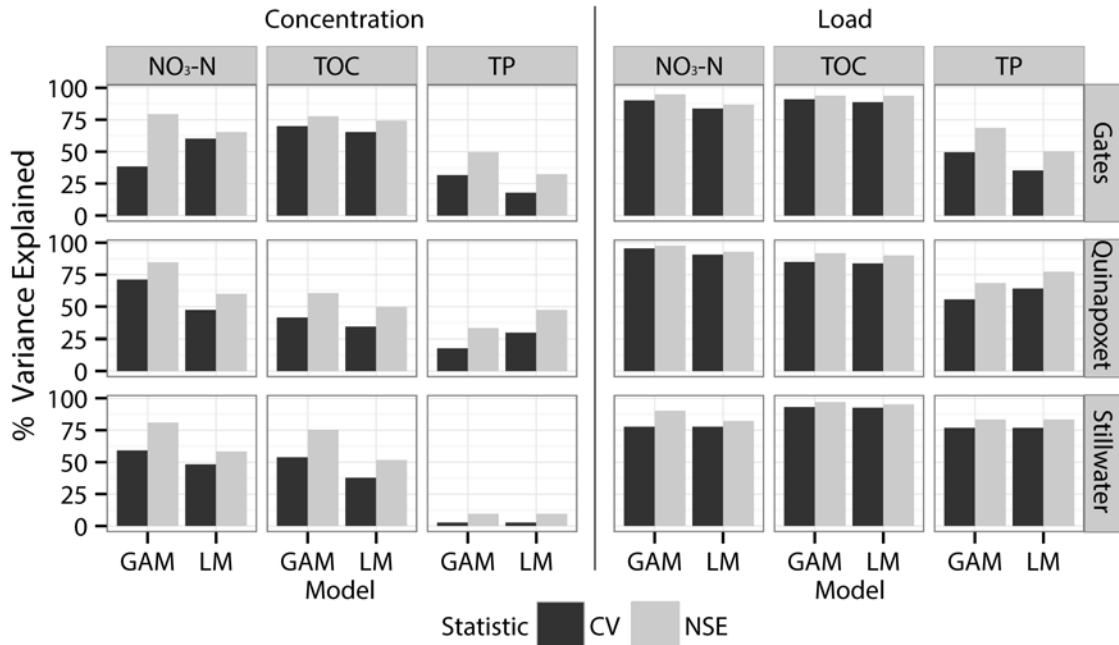 Concentration Load
NO₃-N TOC TP NO₃-N TOC TP
% Variance Explained
100
75
50
25
0
Gates
100
75
50
25
0
Quinapoxet
100
75
50
25
0
Stillwater
GAM LM GAM LM GAM LM GAM LM GAM LM GAM LM
Model Model
Statistic CV NSE